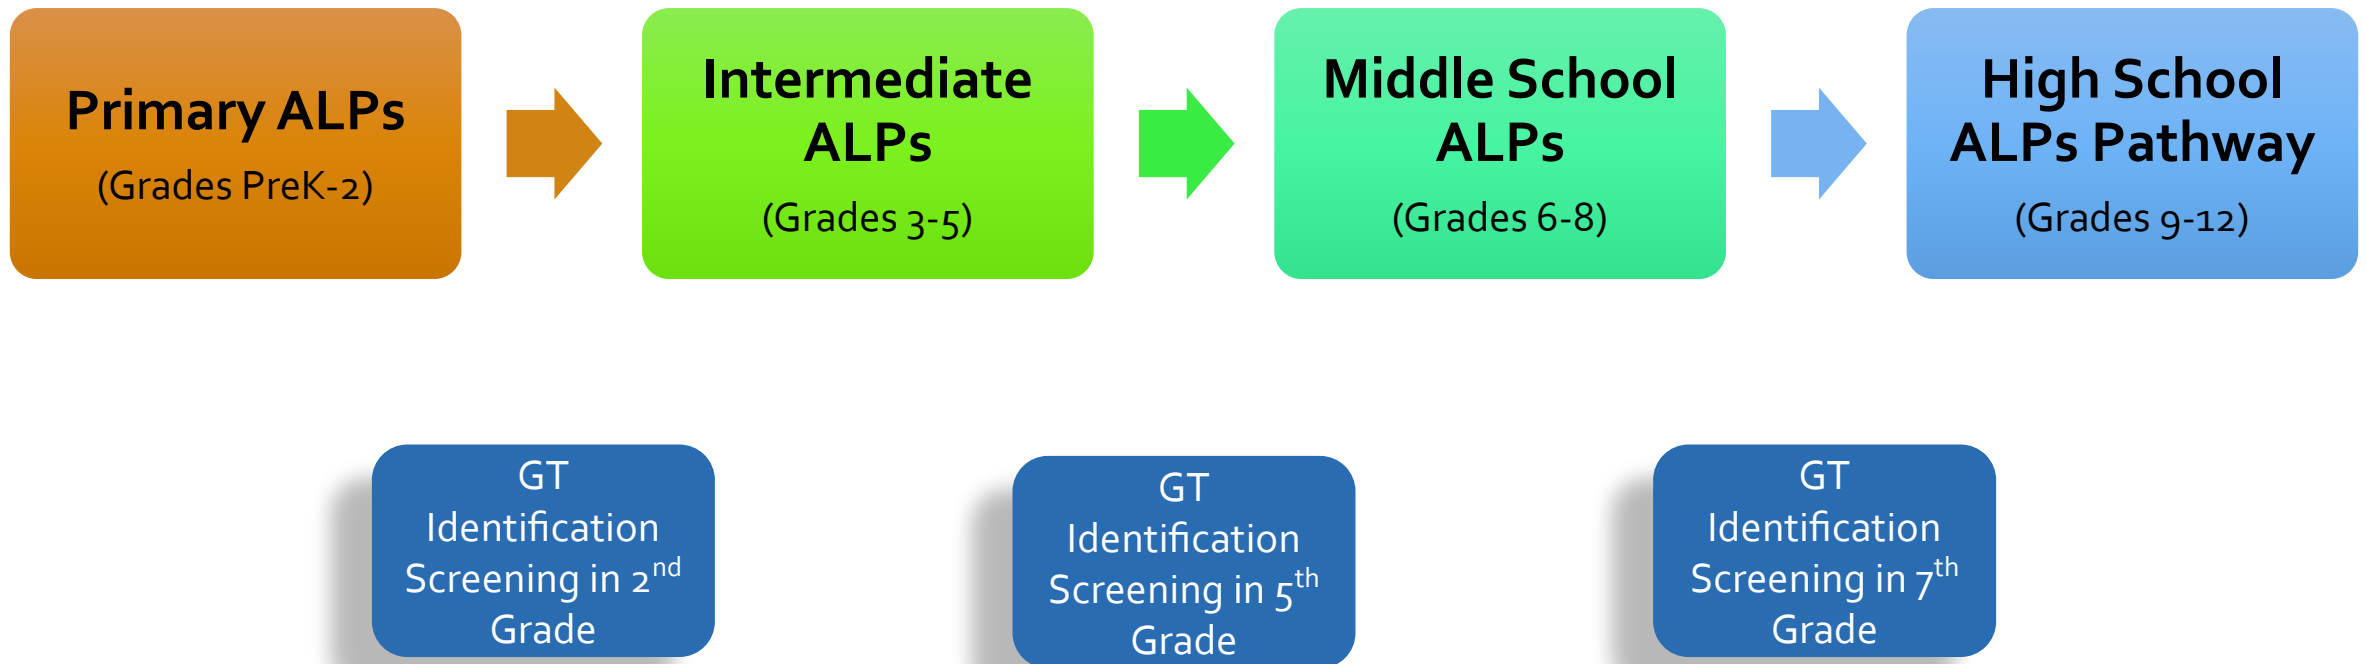 Primary ALPs
(Grades PreK-2)
Intermediate
ALPs
(Grades 3-5)
Middle School
ALPs
(Grades 6-8)
High School
ALPs Pathway
(Grades 9-12)
GT
Identification
Screening in 2nd
Grade
GT
Identification
Screening in 5th
Grade
GT
Identification
Screening in 7th
Grade